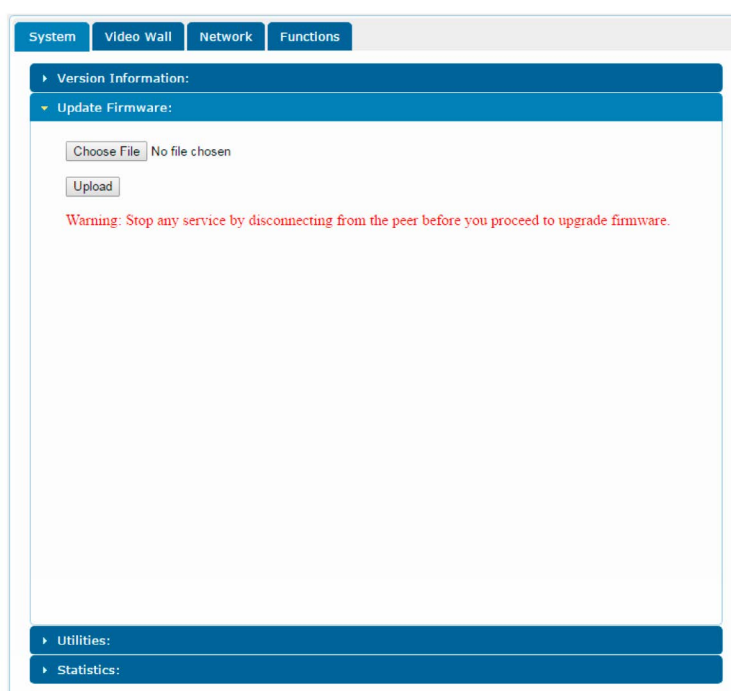 System Video Wall Network Functions
Version Information:
Update Firmware:
Choose File No file chosen
Upload
Warning: Stop any service by disconnecting from the peer before you proceed to upgrade firmware.
Utilities:
Statistics: